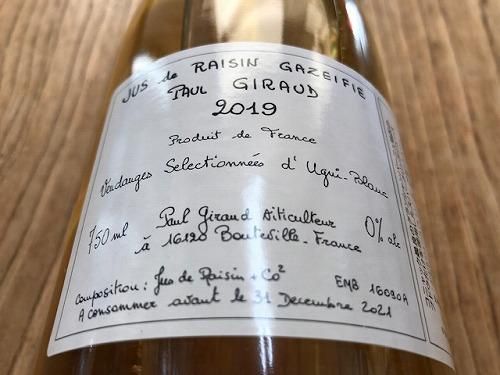 JUS de RAISIN GAZEIFIE
PAUL GIRAUD
2019
Produit de France
Vendanges Selectionnées d'Ugni-Blanc
750 ml
Paul Giraud Viticulteur
à 16120 Bouteville - France
0% alc
Composition: Jus de Raisin + Co²
EMB 16090A
A consommer avant le 31 Decembre 2021